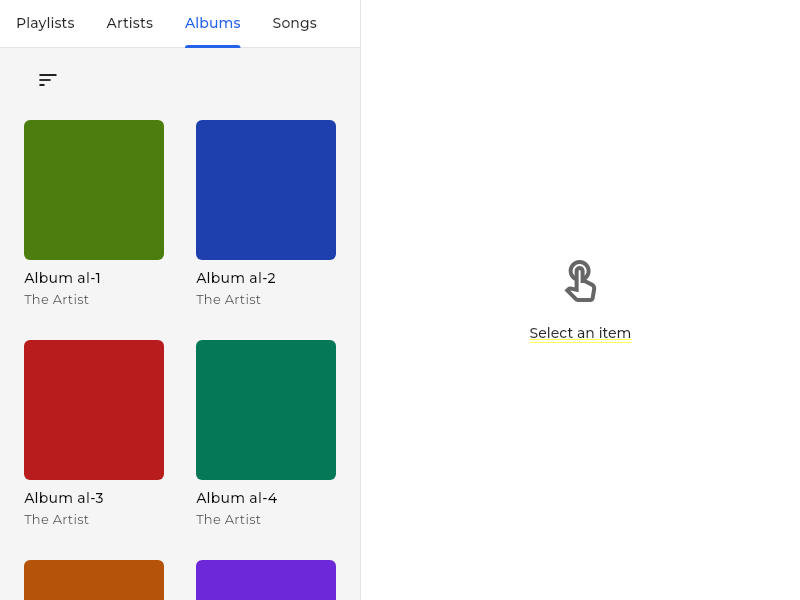 Playlists Artists Albums Songs
Album al-1
The Artist
Album al-2
The Artist
Album al-3
The Artist
Album al-4
The Artist
Select an item